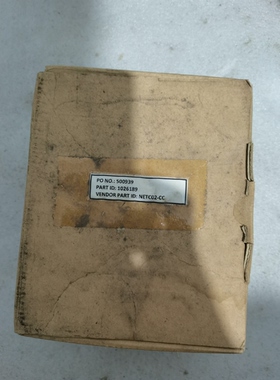 PO NO.: 500939
PART ID: 1026189
VENDOR PART ID: NETC02-CC